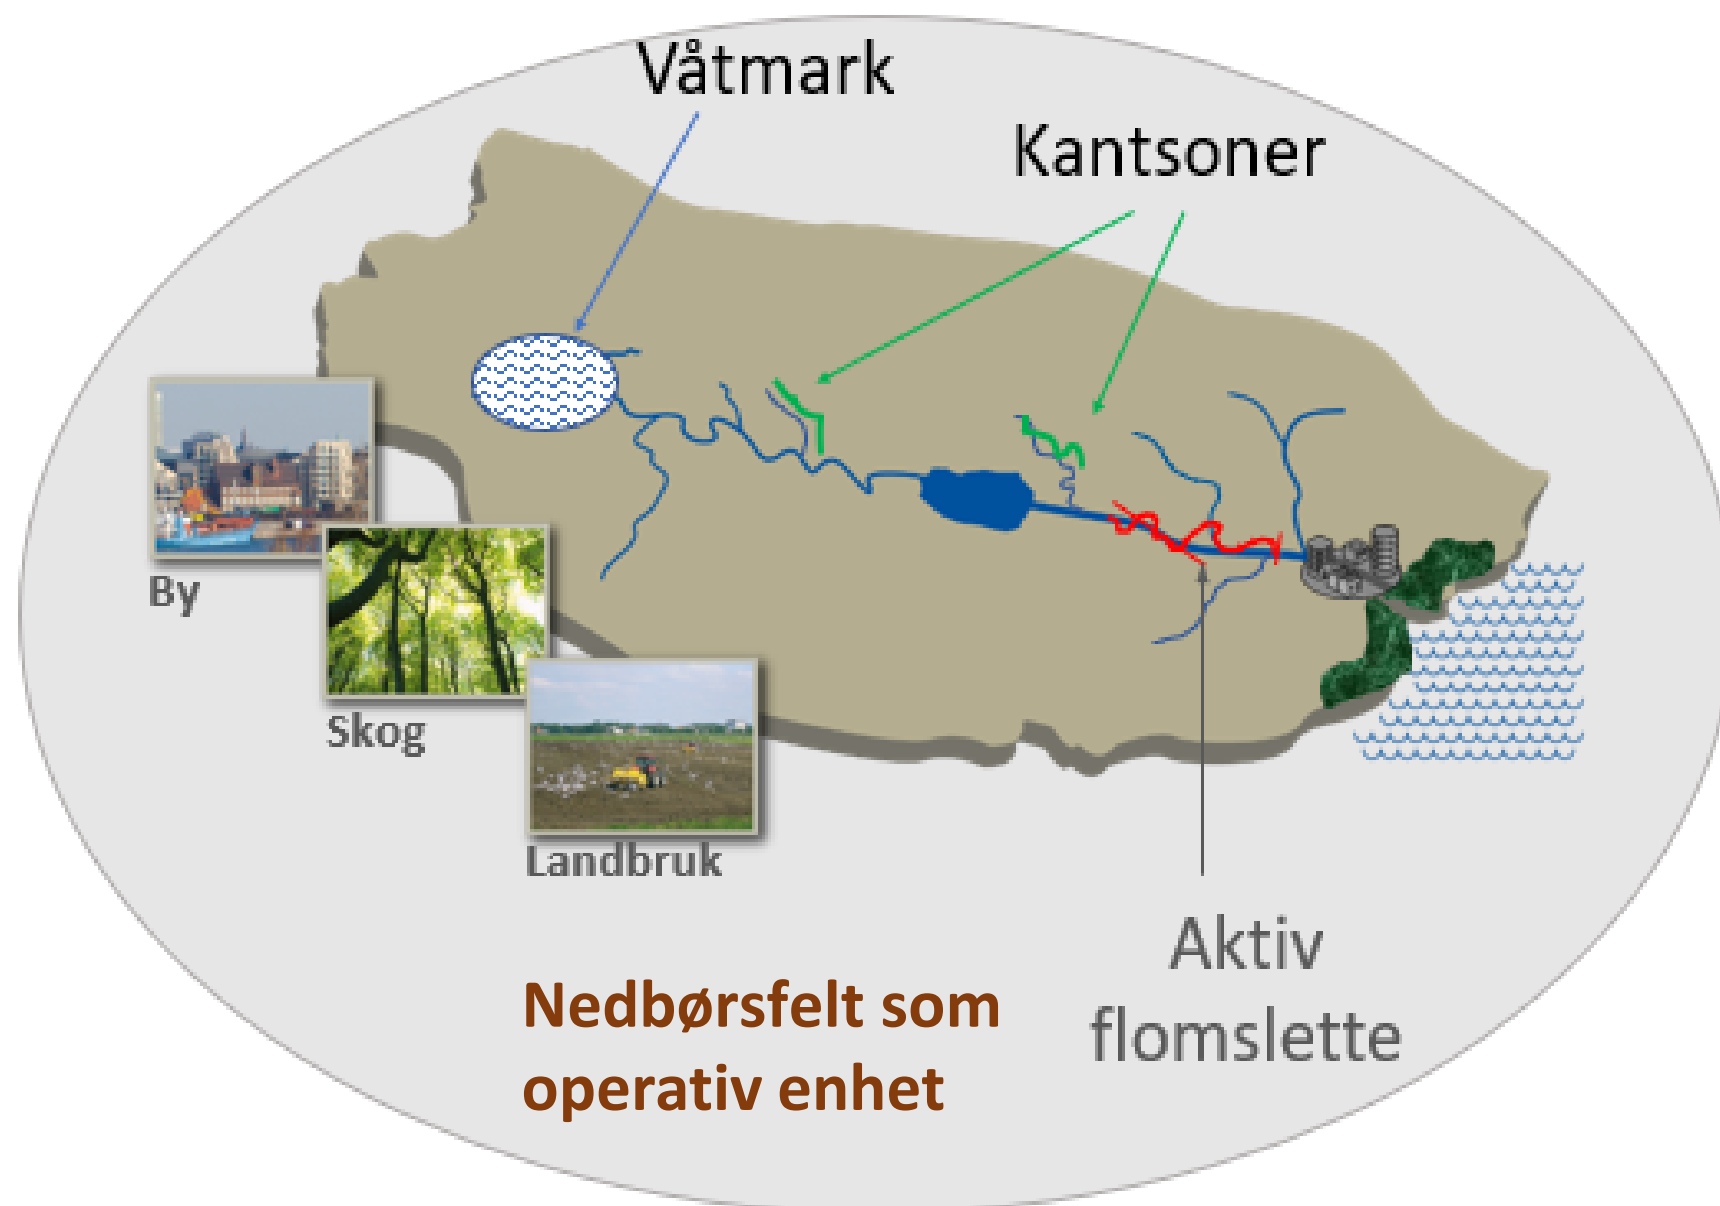 Våtmark
Kantsoner
By
Skog
Landbruk
Aktiv
flomslette
Nedbørsfelt som
operativ enhet